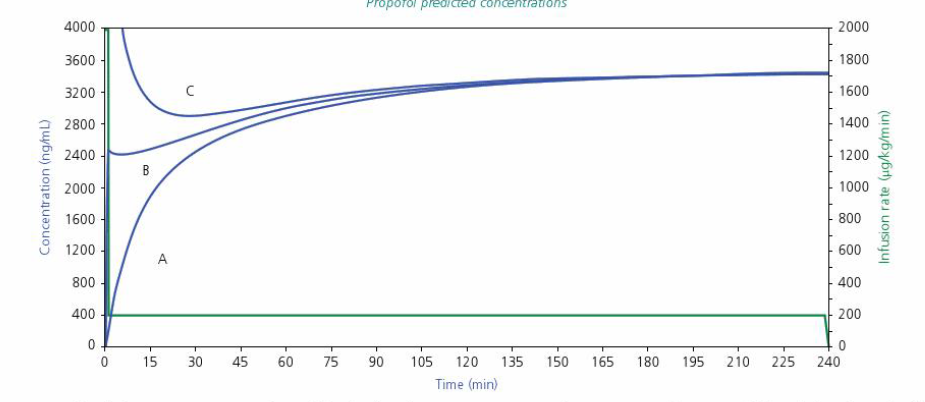 Propofol predicted concentrations
4000
3600
3200
2800
2400
2000
1600
1200
800
400
0
Concentration (ng/mL)
C
B
A
2000
1800
1600
1400
1200
1000
800
600
400
200
0
Infusion rate (µg/kg/min)
0 15 30 45 60 75 90 105 120 135 150 165 180 195 210 225 240
Time (min)